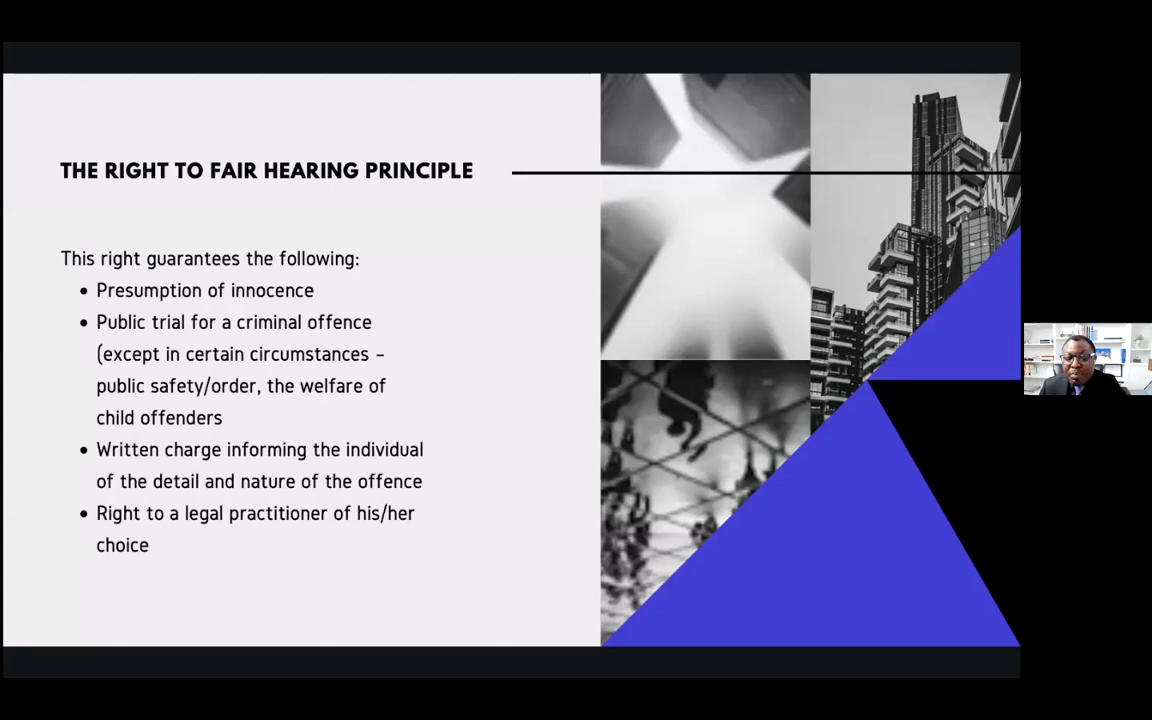 THE RIGHT TO FAIR HEARING PRINCIPLE
This right guarantees the following:
• Presumption of innocence
• Public trial for a criminal offence
(except in certain circumstances –
public safety/order, the welfare of
child offenders
• Written charge informing the individual
of the detail and nature of the offence
• Right to a legal practitioner of his/her
choice